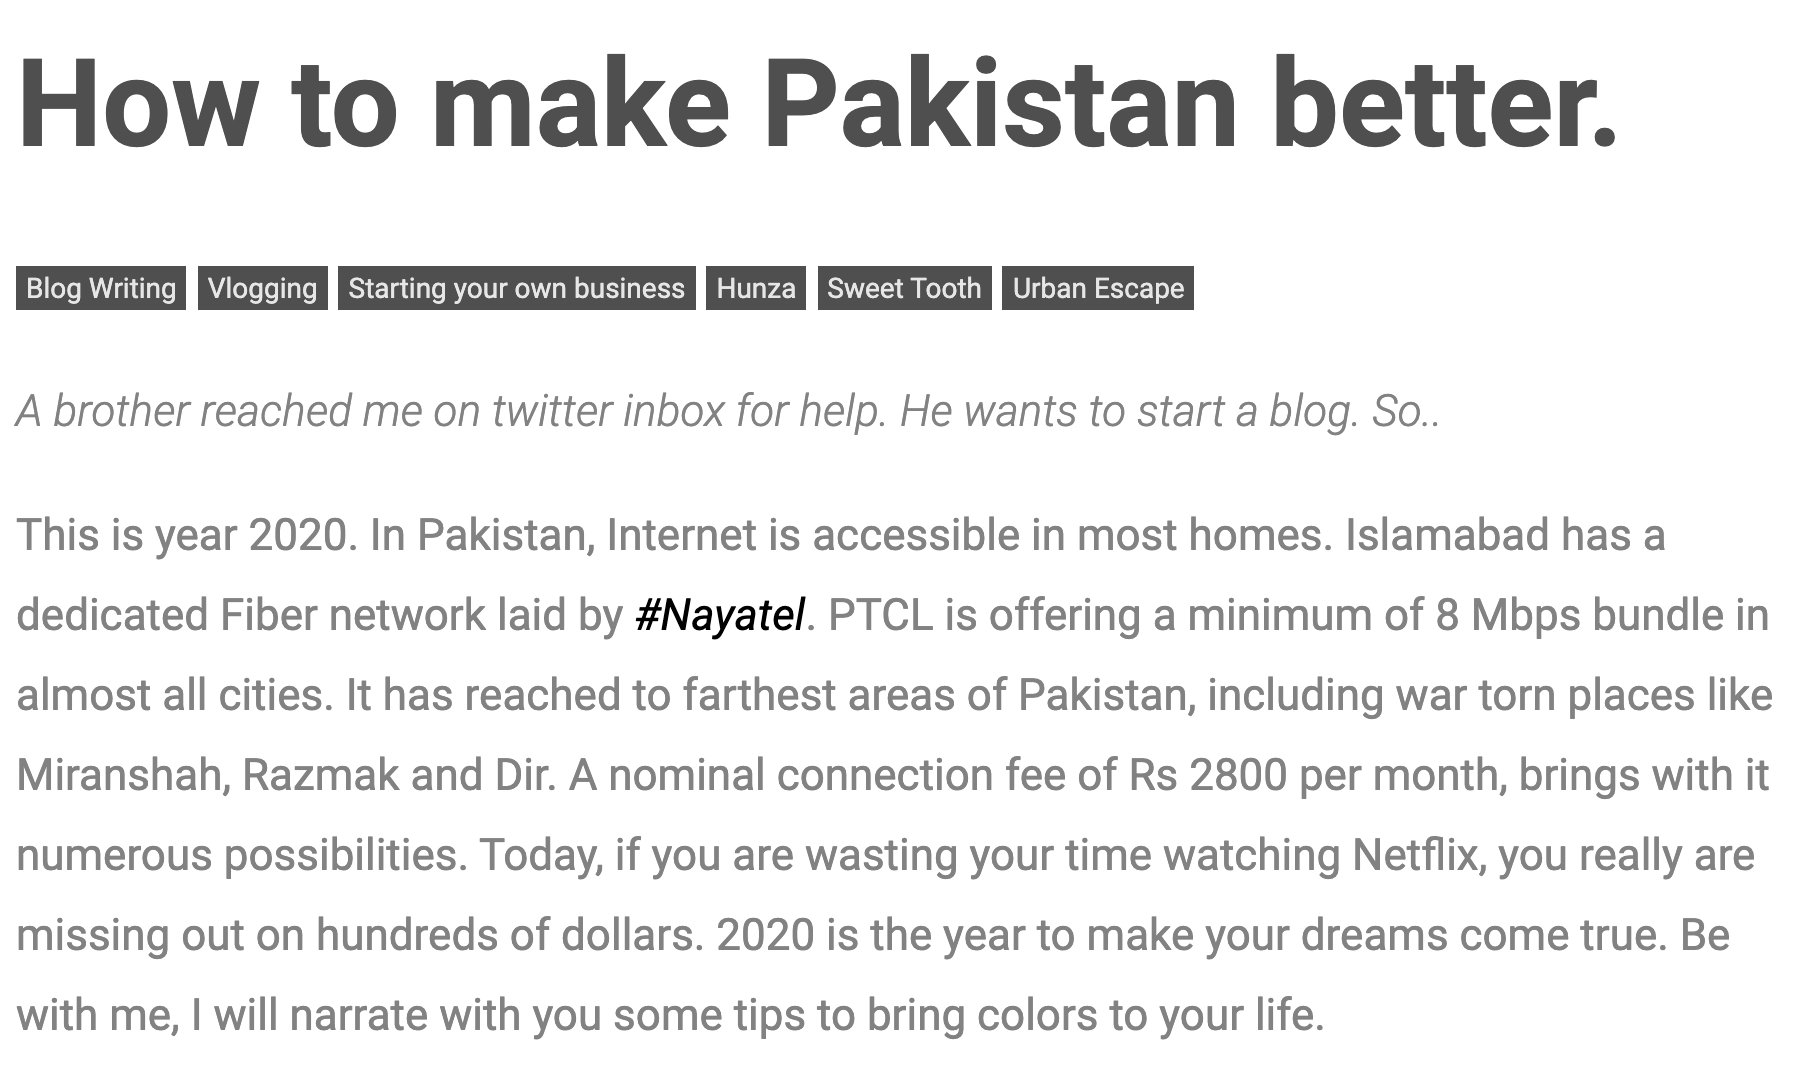 How to make Pakistan better.
Blog Writing Vlogging Starting your own business Hunza Sweet Tooth Urban Escape
A brother reached me on twitter inbox for help. He wants to start a blog. So..
This is year 2020. In Pakistan, Internet is accessible in most homes. Islamabad has a
dedicated Fiber network laid by #Nayatel. PTCL is offering a minimum of 8 Mbps bundle in
almost all cities. It has reached to farthest areas of Pakistan, including war torn places like
Miranshah, Razmak and Dir. A nominal connection fee of Rs 2800 per month, brings with it
numerous possibilities. Today, if you are wasting your time watching Netflix, you really are
missing out on hundreds of dollars. 2020 is the year to make your dreams come true. Be
with me, I will narrate with you some tips to bring colors to your life.